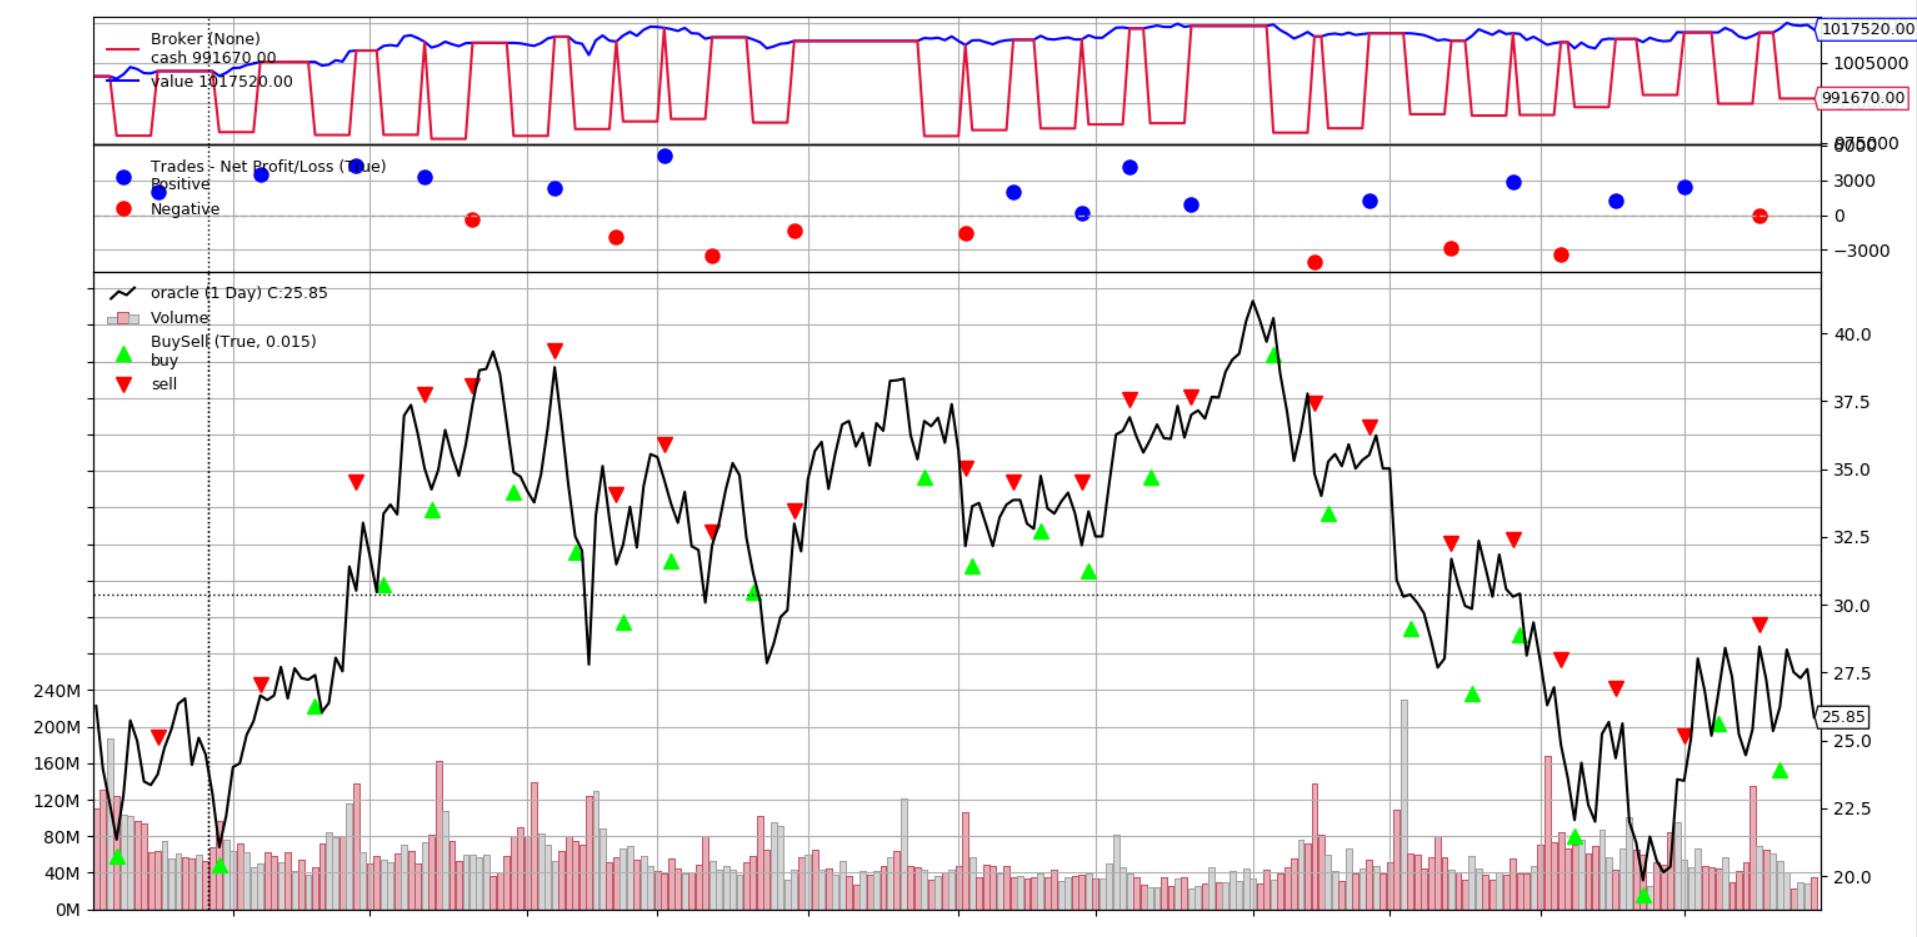 Broker (None)
cash 991670.00
value 1017520.00
1017520.00
1005000
991670.00
975000
6000
Trades - Net Profit/Loss (True)
Positive
Negative
3000
0
−3000
oracle (1 Day) C:25.85
Volume
BuySell (True, 0.015)
buy
sell
40.0
37.5
35.0
32.5
30.0
27.5
25.85
25.0
22.5
20.0
240M
200M
160M
120M
80M
40M
0M